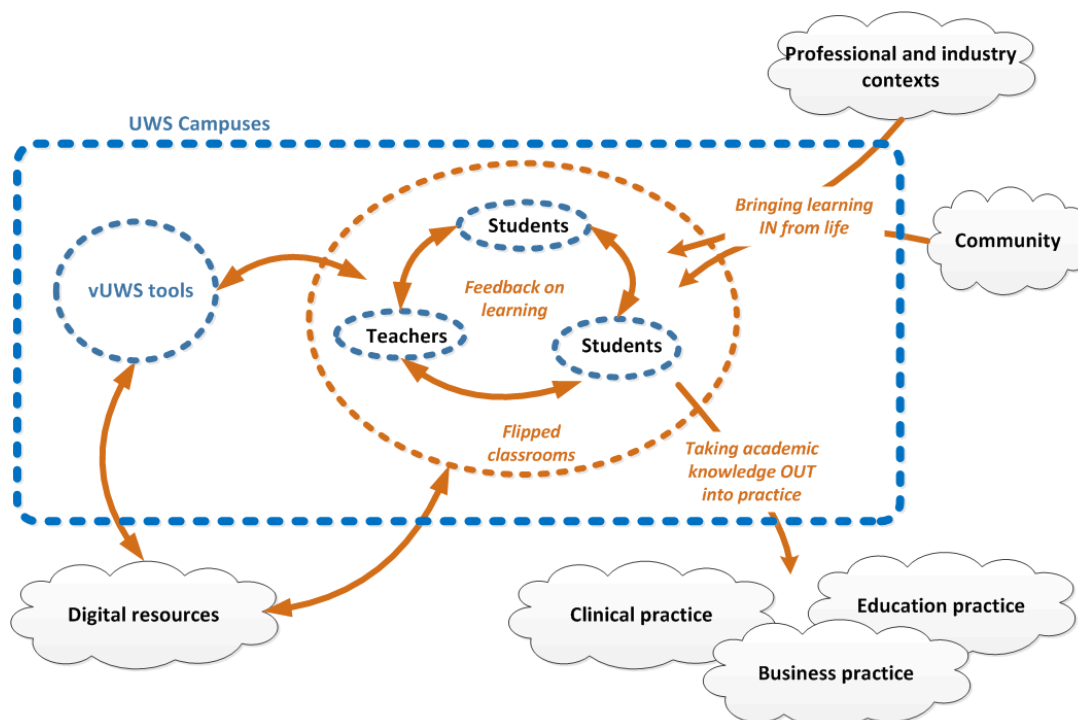 Professional and industry
contexts
UWS Campuses
Bringing learning
IN from life
Students
Community
vUWS tools
Feedback on
learning
Teachers
Students
Flipped
classrooms
Taking academic
knowledge OUT
into practice
Digital resources
Clinical practice
Education practice
Business practice